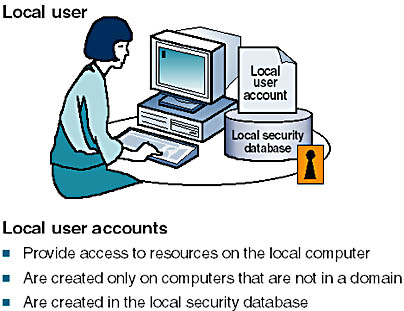 Local user
Local
user
account
Local security
database
Local user accounts
■ Provide access to resources on the local computer
■ Are created only on computers that are not in a domain
■ Are created in the local security database